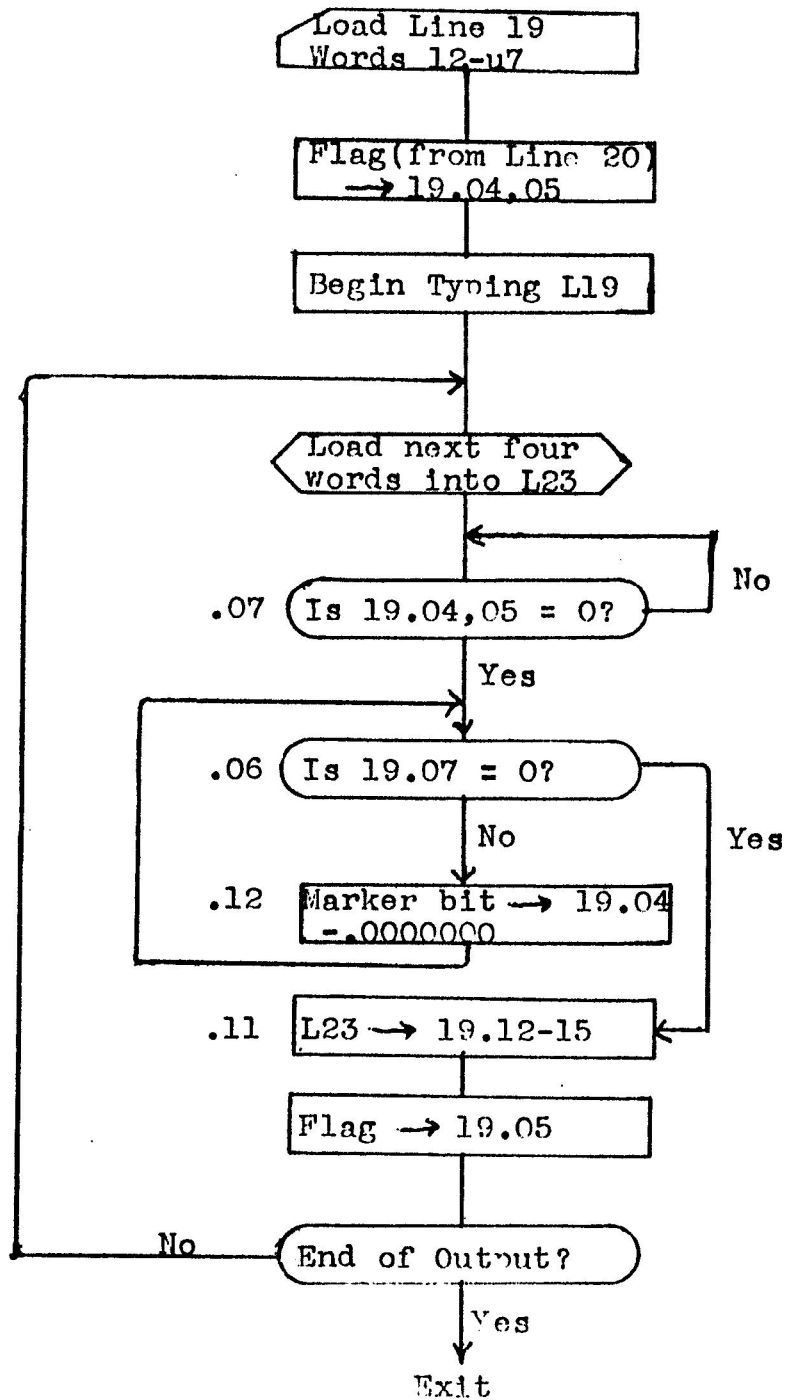 Load Line 19
Words 12-u7
Flag(from Line 20)
→ 19.04,05
Begin Typing L19
Load next four
words into L23
No
.07 Is 19.04,05 = 0?
Yes
.06 Is 19.07 = 0?
No
Yes
.12 Marker bit → 19.04
-.0000000
.11 L23 → 19.12-15
Flag → 19.05
No
End of Output?
Yes
Exit